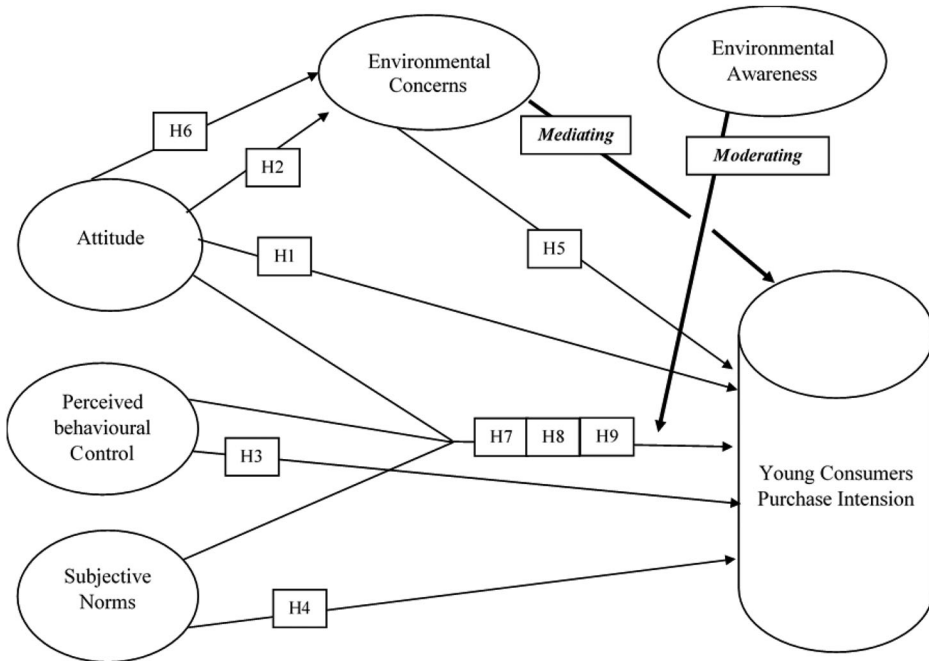 Environmental
Concerns
Environmental
Awareness
H6
Mediating
Moderating
H2
Attitude
H1
H5
Perceived
behavioural
Control
H7 H8 H9
H3
Young Consumers
Purchase Intension
Subjective
Norms
H4